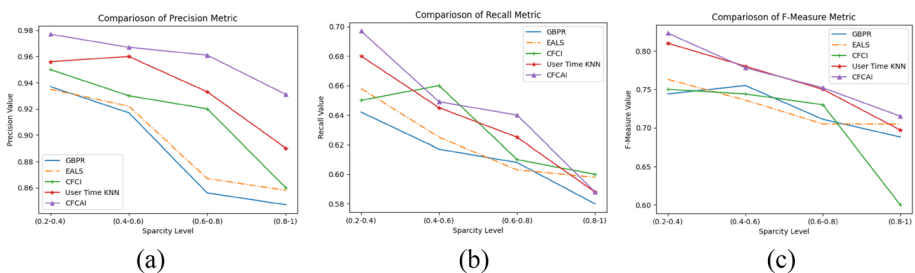 Comparioson of Precision Metric
Precision Value
0.98
0.96
0.94
0.92
0.90
0.88
0.86
GBPR
EALS
CFCI
User Time KNN
CFCAI
(0.2-0.4) (0.4-0.6) (0.6-0.8) (0.8-1)
Sparcity Level
(a)
Comparioson of Recall Metric
Recall Value
0.70
0.68
0.66
0.64
0.62
0.60
0.58
GBPR
EALS
CFCI
User Time KNN
CFCAI
(0.2-0.4) (0.4-0.6) (0.6-0.8) (0.8-1)
Sparcity Level
(b)
Comparioson of F-Measure Metric
F-Measure Value
0.80
0.75
0.70
0.65
0.60
GBPR
EALS
CFCI
User Time KNN
CFCAI
(0.2-0.4) (0.4-0.6) (0.6-0.8) (0.8-1)
Sparcity Level
(c)